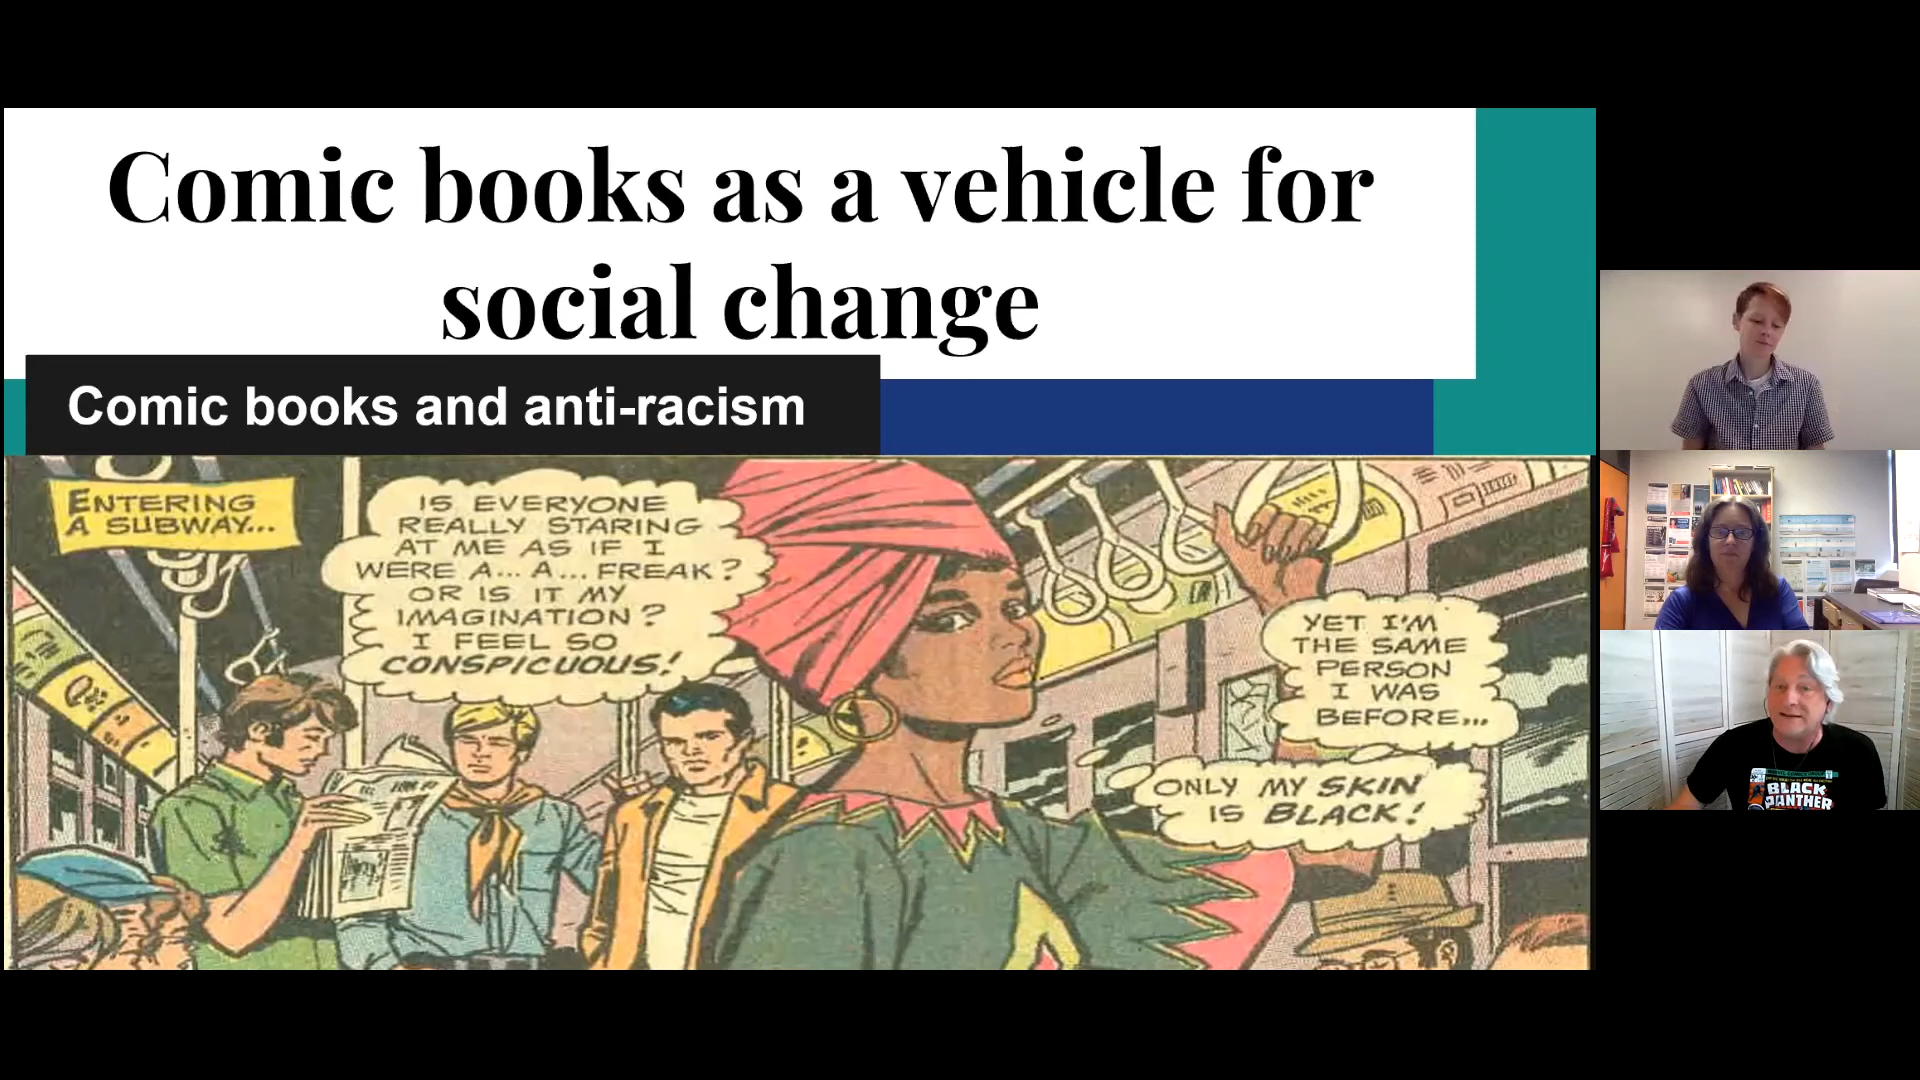 Comic books as a vehicle for
social change
Comic books and anti-racism
ENTERING
A SUBWAY...
IS EVERYONE
REALLY STARING
AT ME AS IF I
WERE A... A... FREAK?
OR IS IT MY
IMAGINATION?
I FEEL SO
CONSPICUOUS!
YET I'M
THE SAME
PERSON
I WAS
BEFORE...
ONLY MY SKIN
IS BLACK!
BLACK
PANTHER